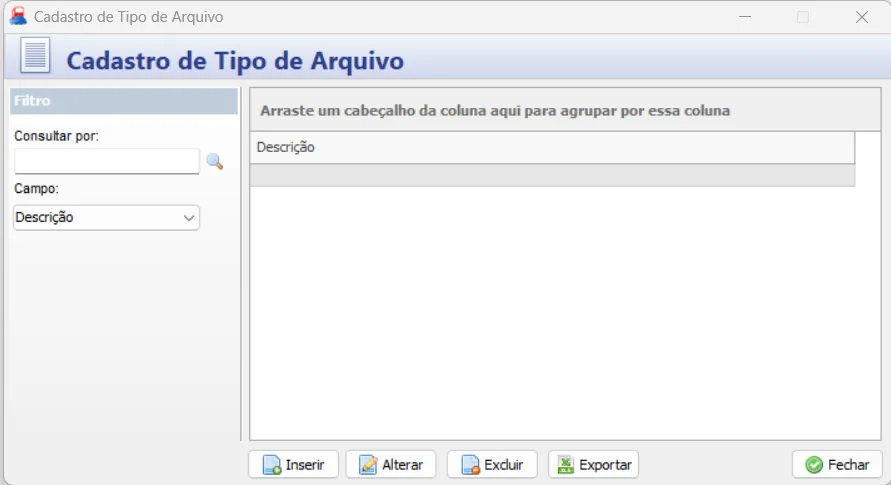 Cadastro de Tipo de Arquivo
Cadastro de Tipo de Arquivo
Filtro
Consultar por:
Campo:
Descrição
Arraste um cabeçalho da coluna aqui para agrupar por essa coluna
Descrição
Inserir
Alterar
Excluir
Exportar
Fechar